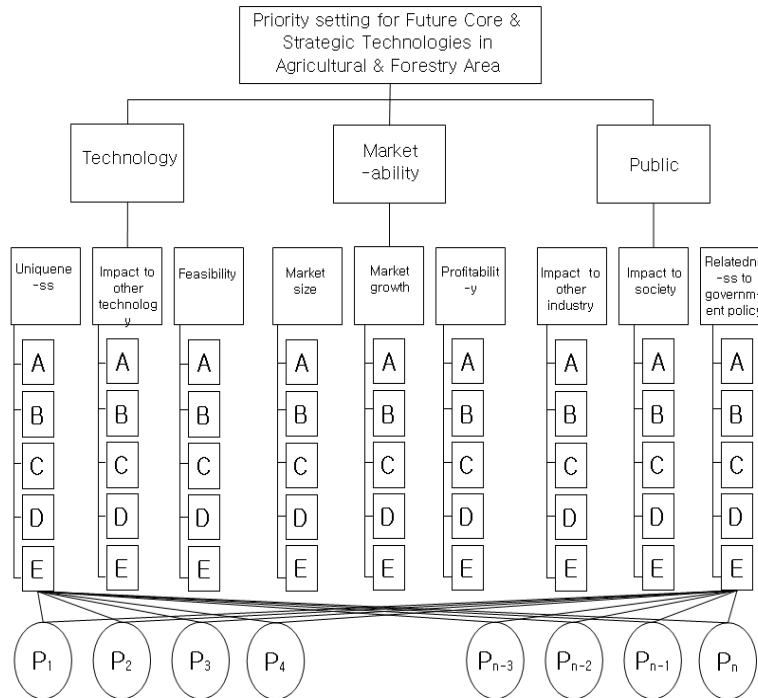 Priority setting for Future Core &
Strategic Technologies in
Agricultural & Forestry Area
Technology
Market
-ability
Public
Uniquene
-ss
Impact to
other
technolog
y
Feasibility
Market
size
Market
growth
Profitabilit-
y
Impact to
other
industry
Impact to
society
Relatedne
-ss to
governm-
ent policy
A A A A A A A A A
B B B B B B B B B
C C C C C C C C C
D D D D D D D D D
E E E E E E E E E
P1 P2 P3 P4 Pn-3 Pn-2 Pn-1 Pn